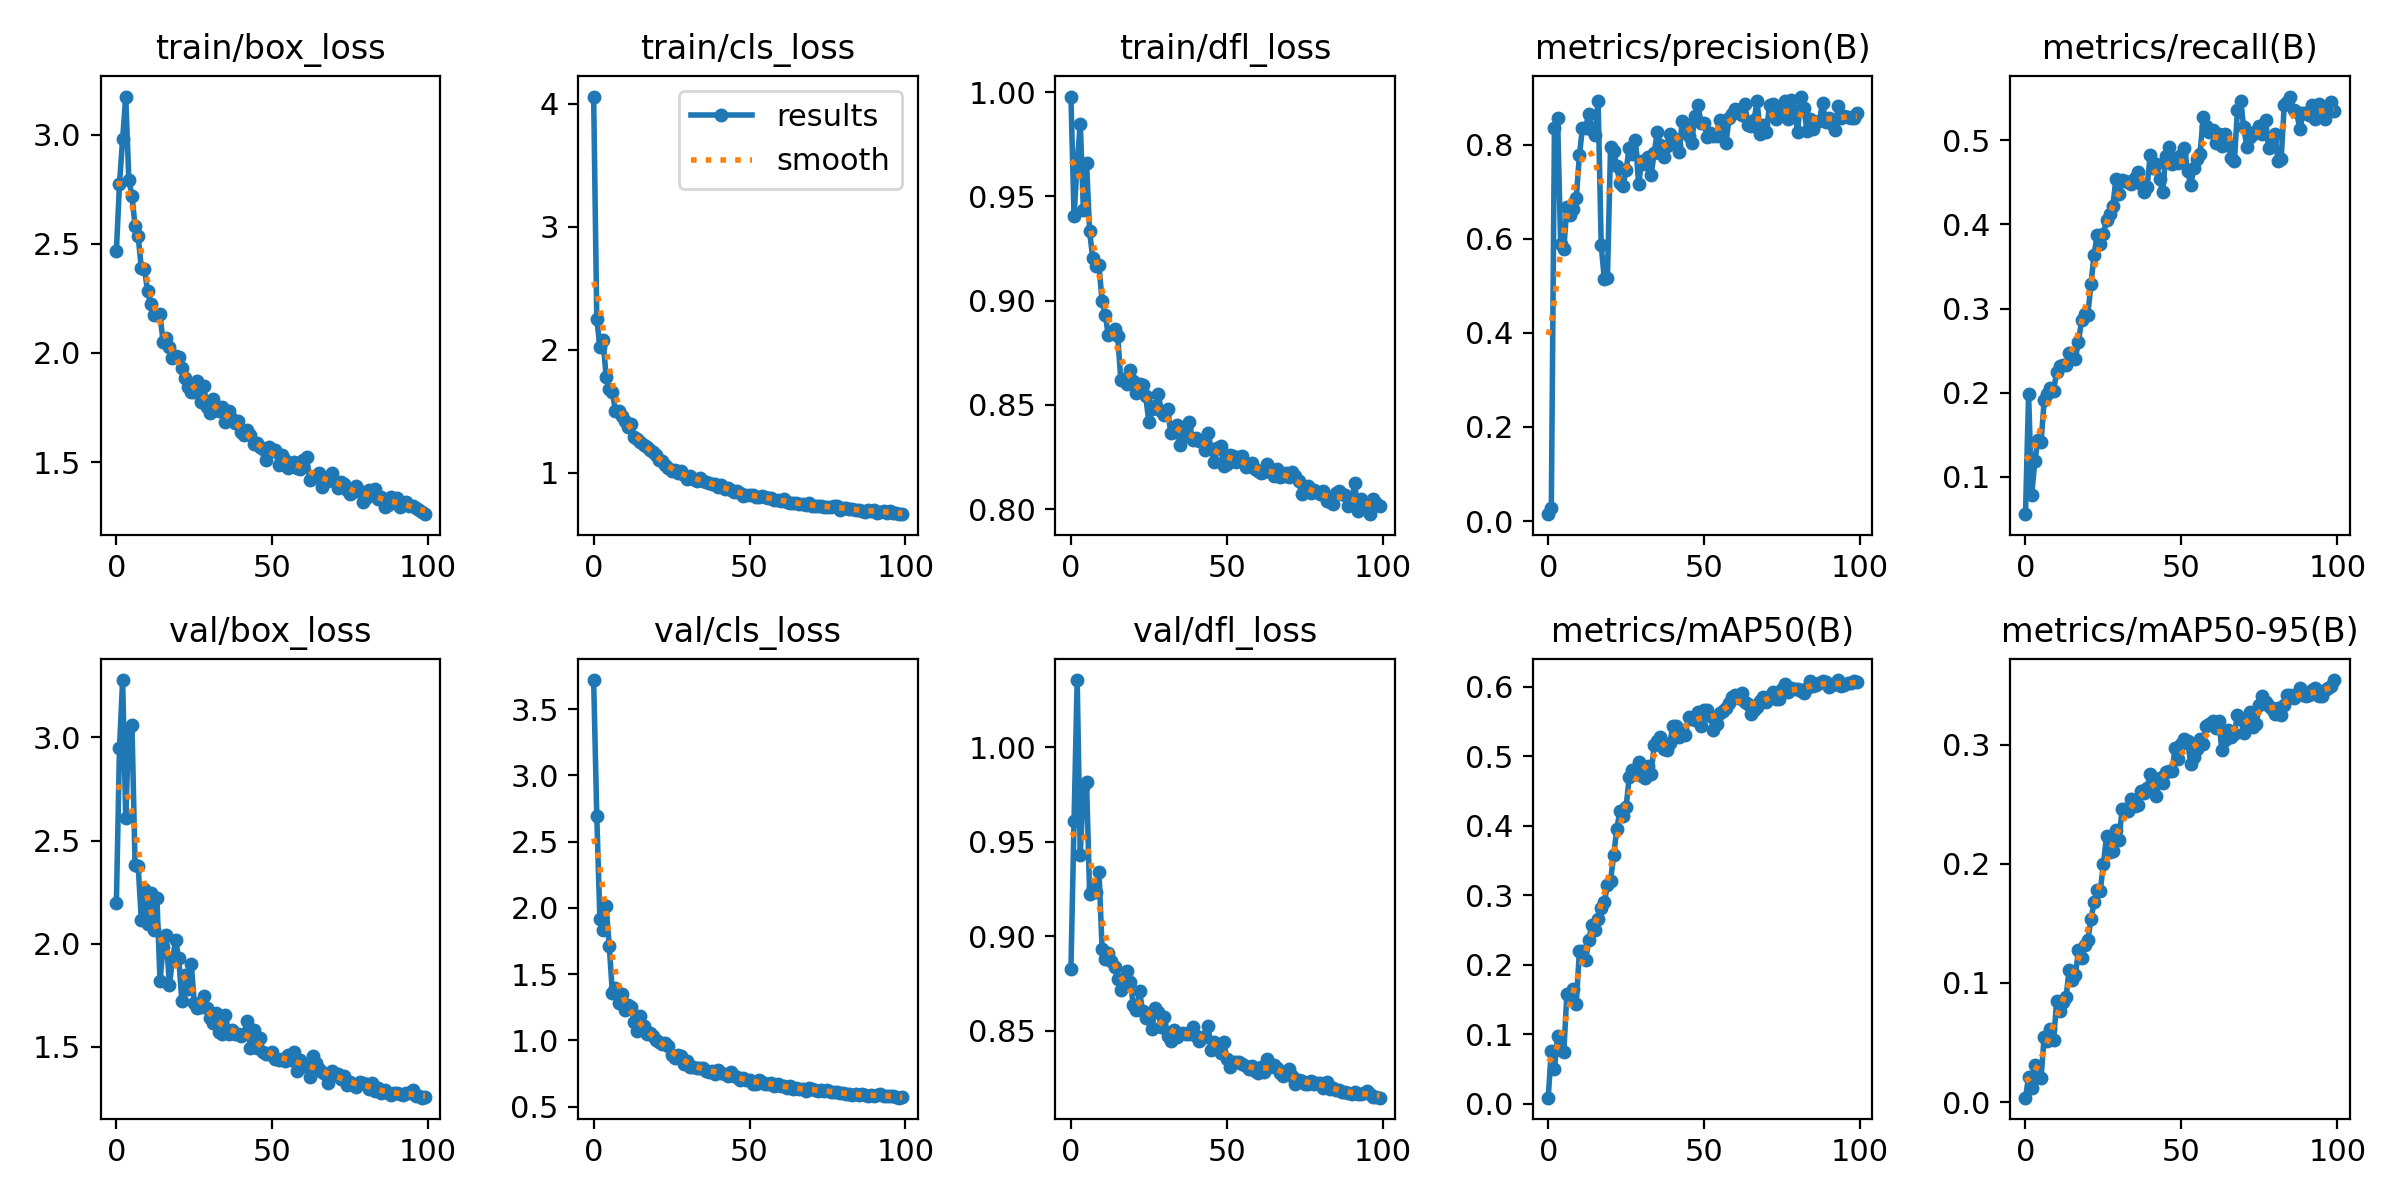 train/box_loss
3.0
2.5
2.0
1.5
0 50 100
train/cls_loss
results
smooth
4
3
2
1
0 50 100
train/dfl_loss
1.00
0.95
0.90
0.85
0.80
0 50 100
metrics/precision(B)
0.8
0.6
0.4
0.2
0.0
0 50 100
metrics/recall(B)
0.5
0.4
0.3
0.2
0.1
0 50 100
val/box_loss
3.0
2.5
2.0
1.5
0 50 100
val/cls_loss
3.5
3.0
2.5
2.0
1.5
1.0
0.5
0 50 100
val/dfl_loss
1.00
0.95
0.90
0.85
0 50 100
metrics/mAP50(B)
0.6
0.5
0.4
0.3
0.2
0.1
0.0
0 50 100
metrics/mAP50-95(B)
0.3
0.2
0.1
0.0
0 50 100